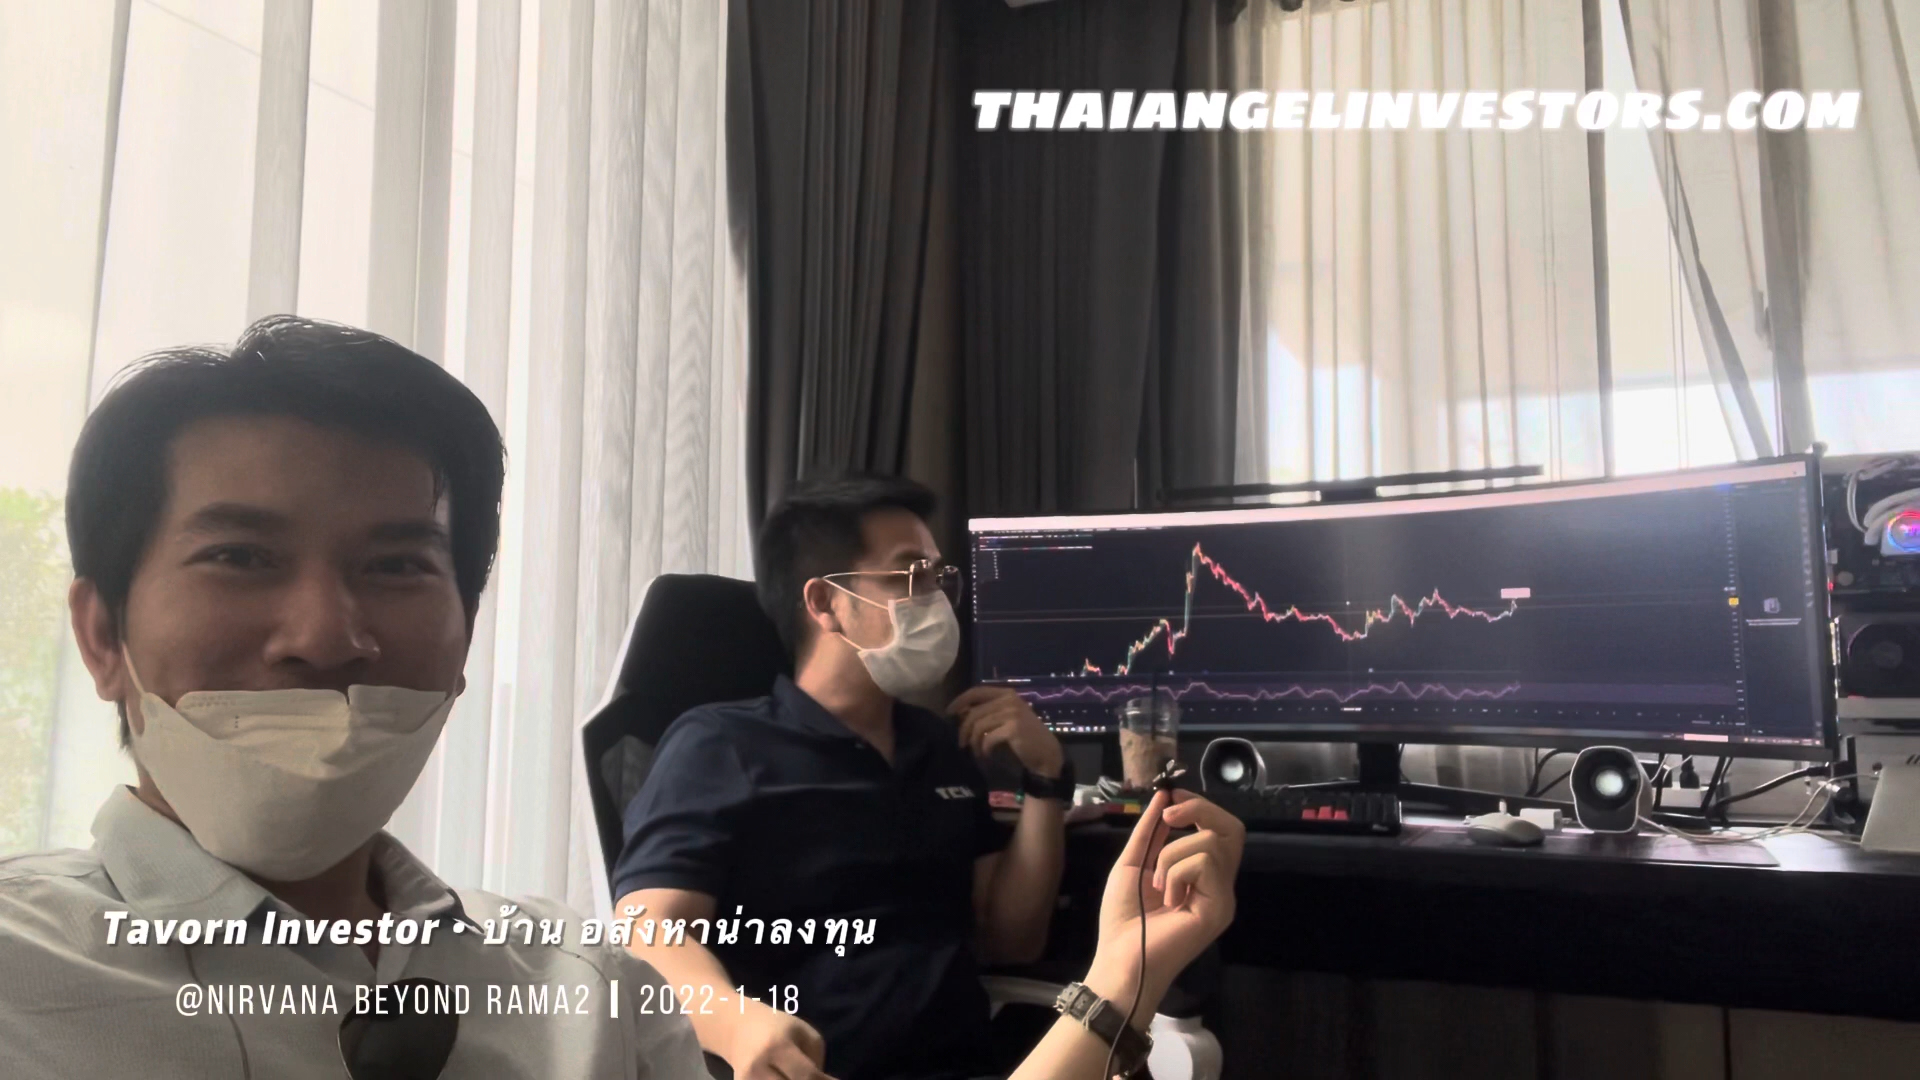 THAIANGELINVESTORS.COM
Tavorn Investor • บ้าน อสังหาน่าลงทุน
@NIRVANA BEYOND RAMA2 | 2022-1-18